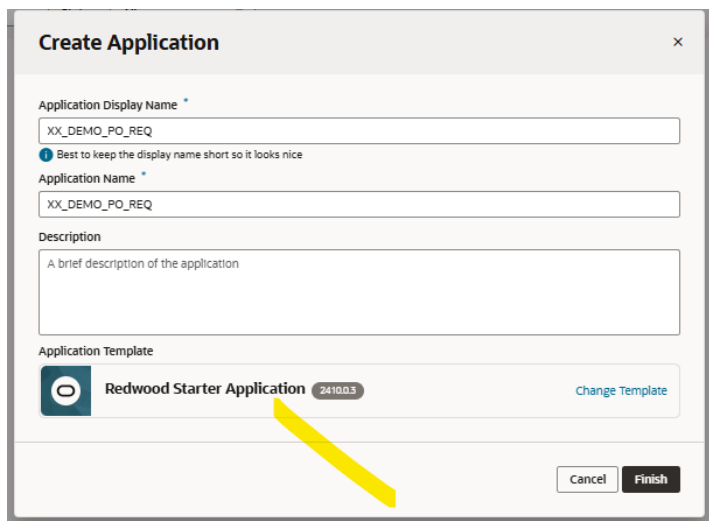 Create Application
×
Application Display Name *
XX_DEMO_PO_REQ
Best to keep the display name short so it looks nice
Application Name *
XX_DEMO_PO_REQ
Description
A brief description of the application
Application Template
Redwood Starter Application 2410.0.3 Change Template
Cancel Finish